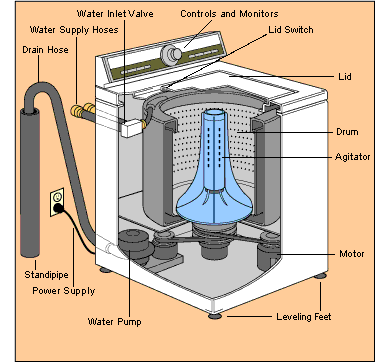 Water Inlet Valve
Controls and Monitors
Water Supply Hoses
Lid Switch
Drain Hose
Lid
Drum
Agitator
Motor
Standpipe
Power Supply
Leveling Feet
Water Pump